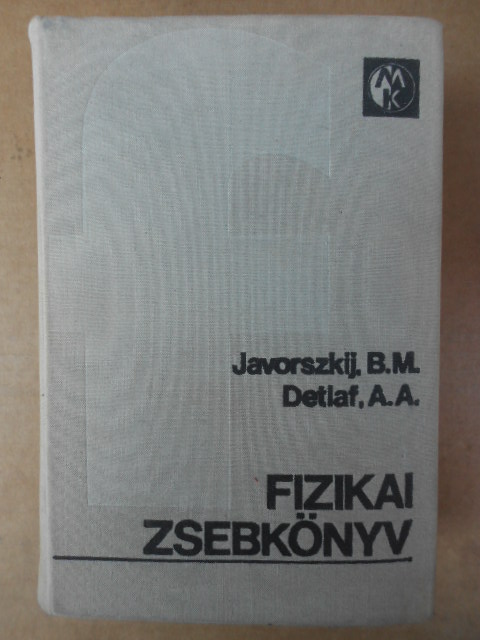 MK
Javorszkij, B.M.
Detlaf, A.A.
FIZIKAI
ZSEBKÖNYV